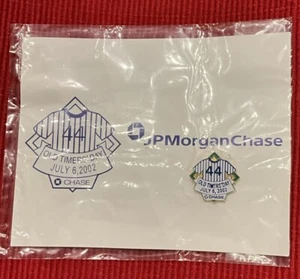 44
OLD TIMERS' DAY
JULY 6, 2002
CHASE
JPMorganChase
44
OLD TIMERS' DAY
JULY 6, 2002
CHASE